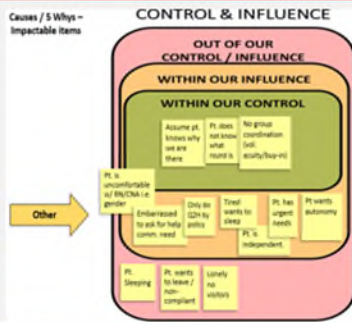 Causes / 5 Whys –
Impactable items
CONTROL & INFLUENCE
OUT OF OUR
CONTROL / INFLUENCE
WITHIN OUR INFLUENCE
WITHIN OUR CONTROL
Assume pt.
knows why
we are
there
Pt. does
not know
what
round is
No group
coordination
(vol.
acuity/buy-in)
Pt. is
uncomfortable
w/ RN/CNA i.e.
gender
Embarrassed
to ask for help
comm. need
Only BR
Q2H by
policy
Tired
wants to
sleep
Pt. is
independent.
Pt. has
urgent
needs
Pt wants
autonomy
Other
Pt.
Sleeping
Pt. wants
to leave /
non-
compliant
Lonely
no
visitors